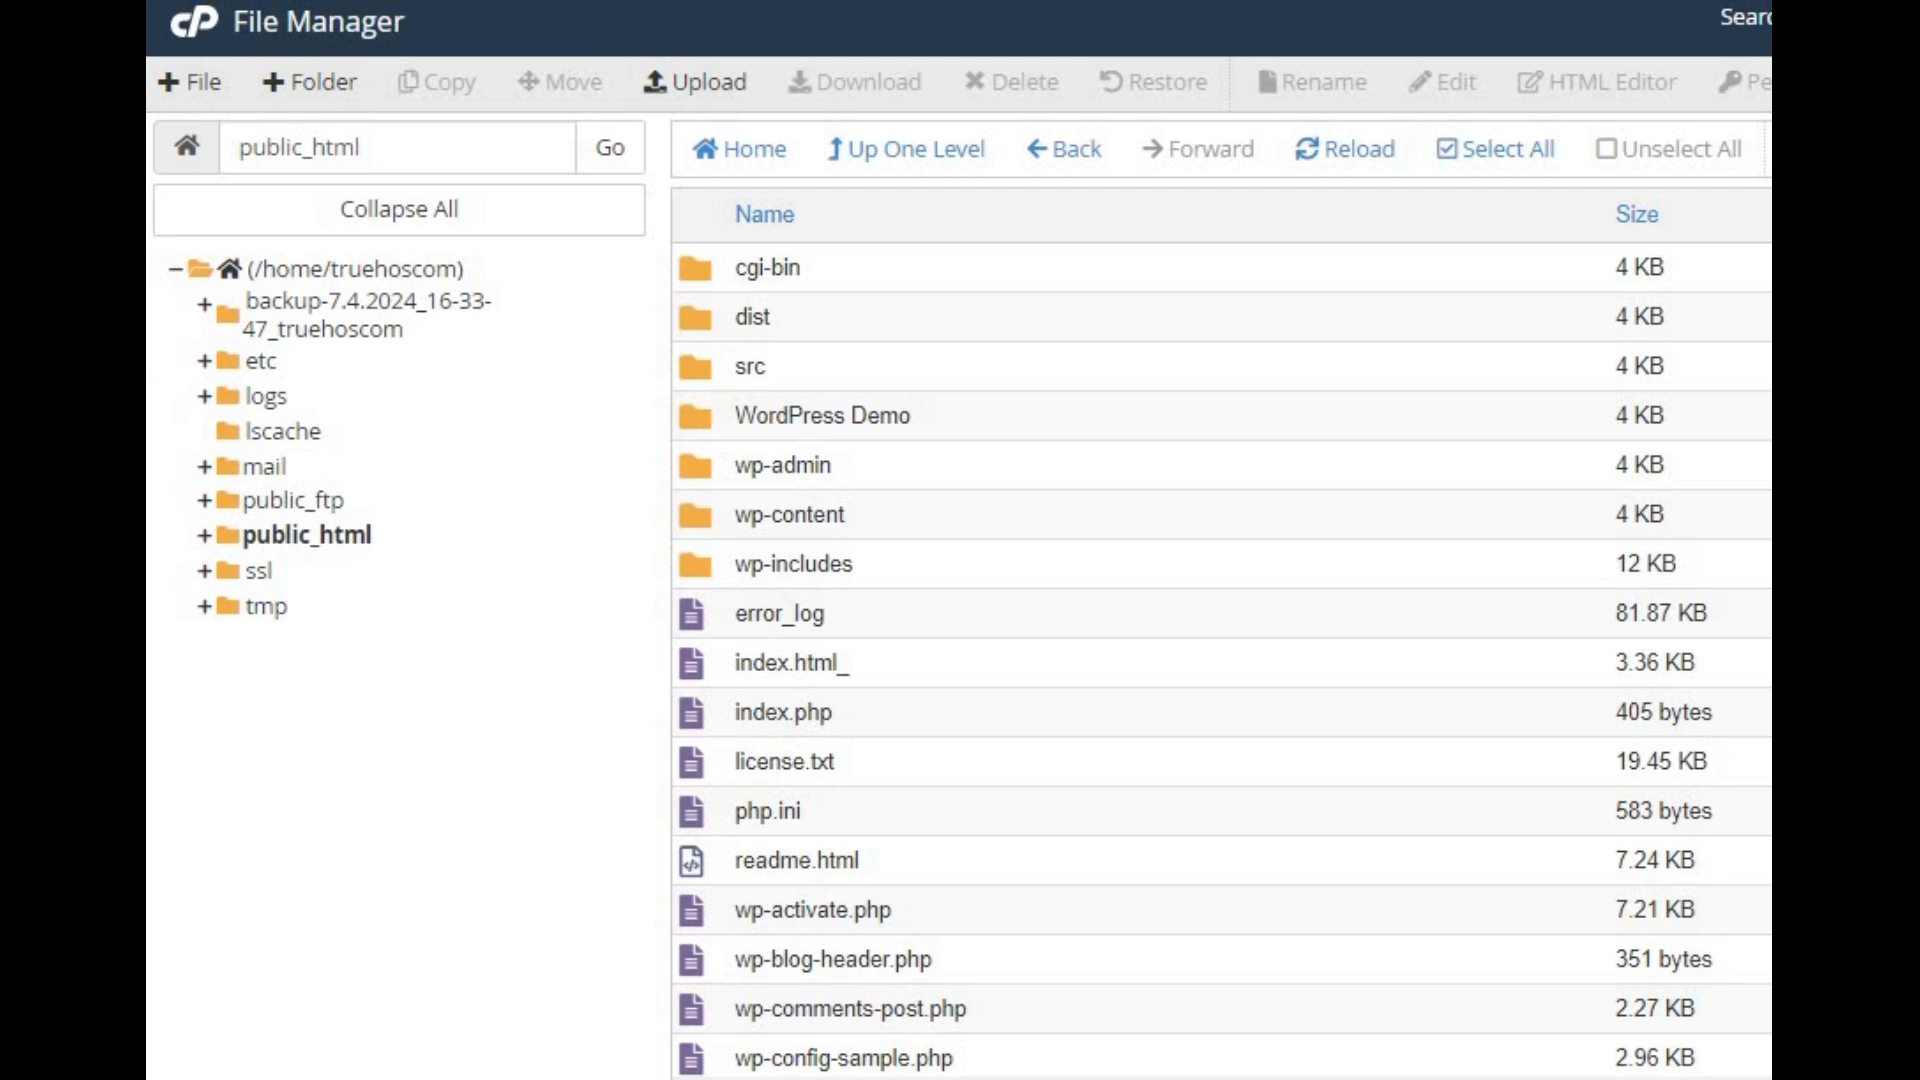 cP File Manager
Searc
File Folder Copy Move Upload Download Delete Restore Rename Edit HTML Editor Pe
public_html Go
Home Up One Level Back Forward Reload Select All Unselect All
Collapse All
Name Size
(/home/truehoscom)
backup-7.4.2024_16-33-
47_truehoscom
etc
logs
lscache
mail
public_ftp
public_html
ssl
tmp
cgi-bin 4 KB
dist 4 KB
src 4 KB
WordPress Demo 4 KB
wp-admin 4 KB
wp-content 4 KB
wp-includes 12 KB
error_log 81.87 KB
index.html_ 3.36 KB
index.php 405 bytes
license.txt 19.45 KB
php.ini 583 bytes
readme.html 7.24 KB
wp-activate.php 7.21 KB
wp-blog-header.php 351 bytes
wp-comments-post.php 2.27 KB
wp-config-sample.php 2.96 KB